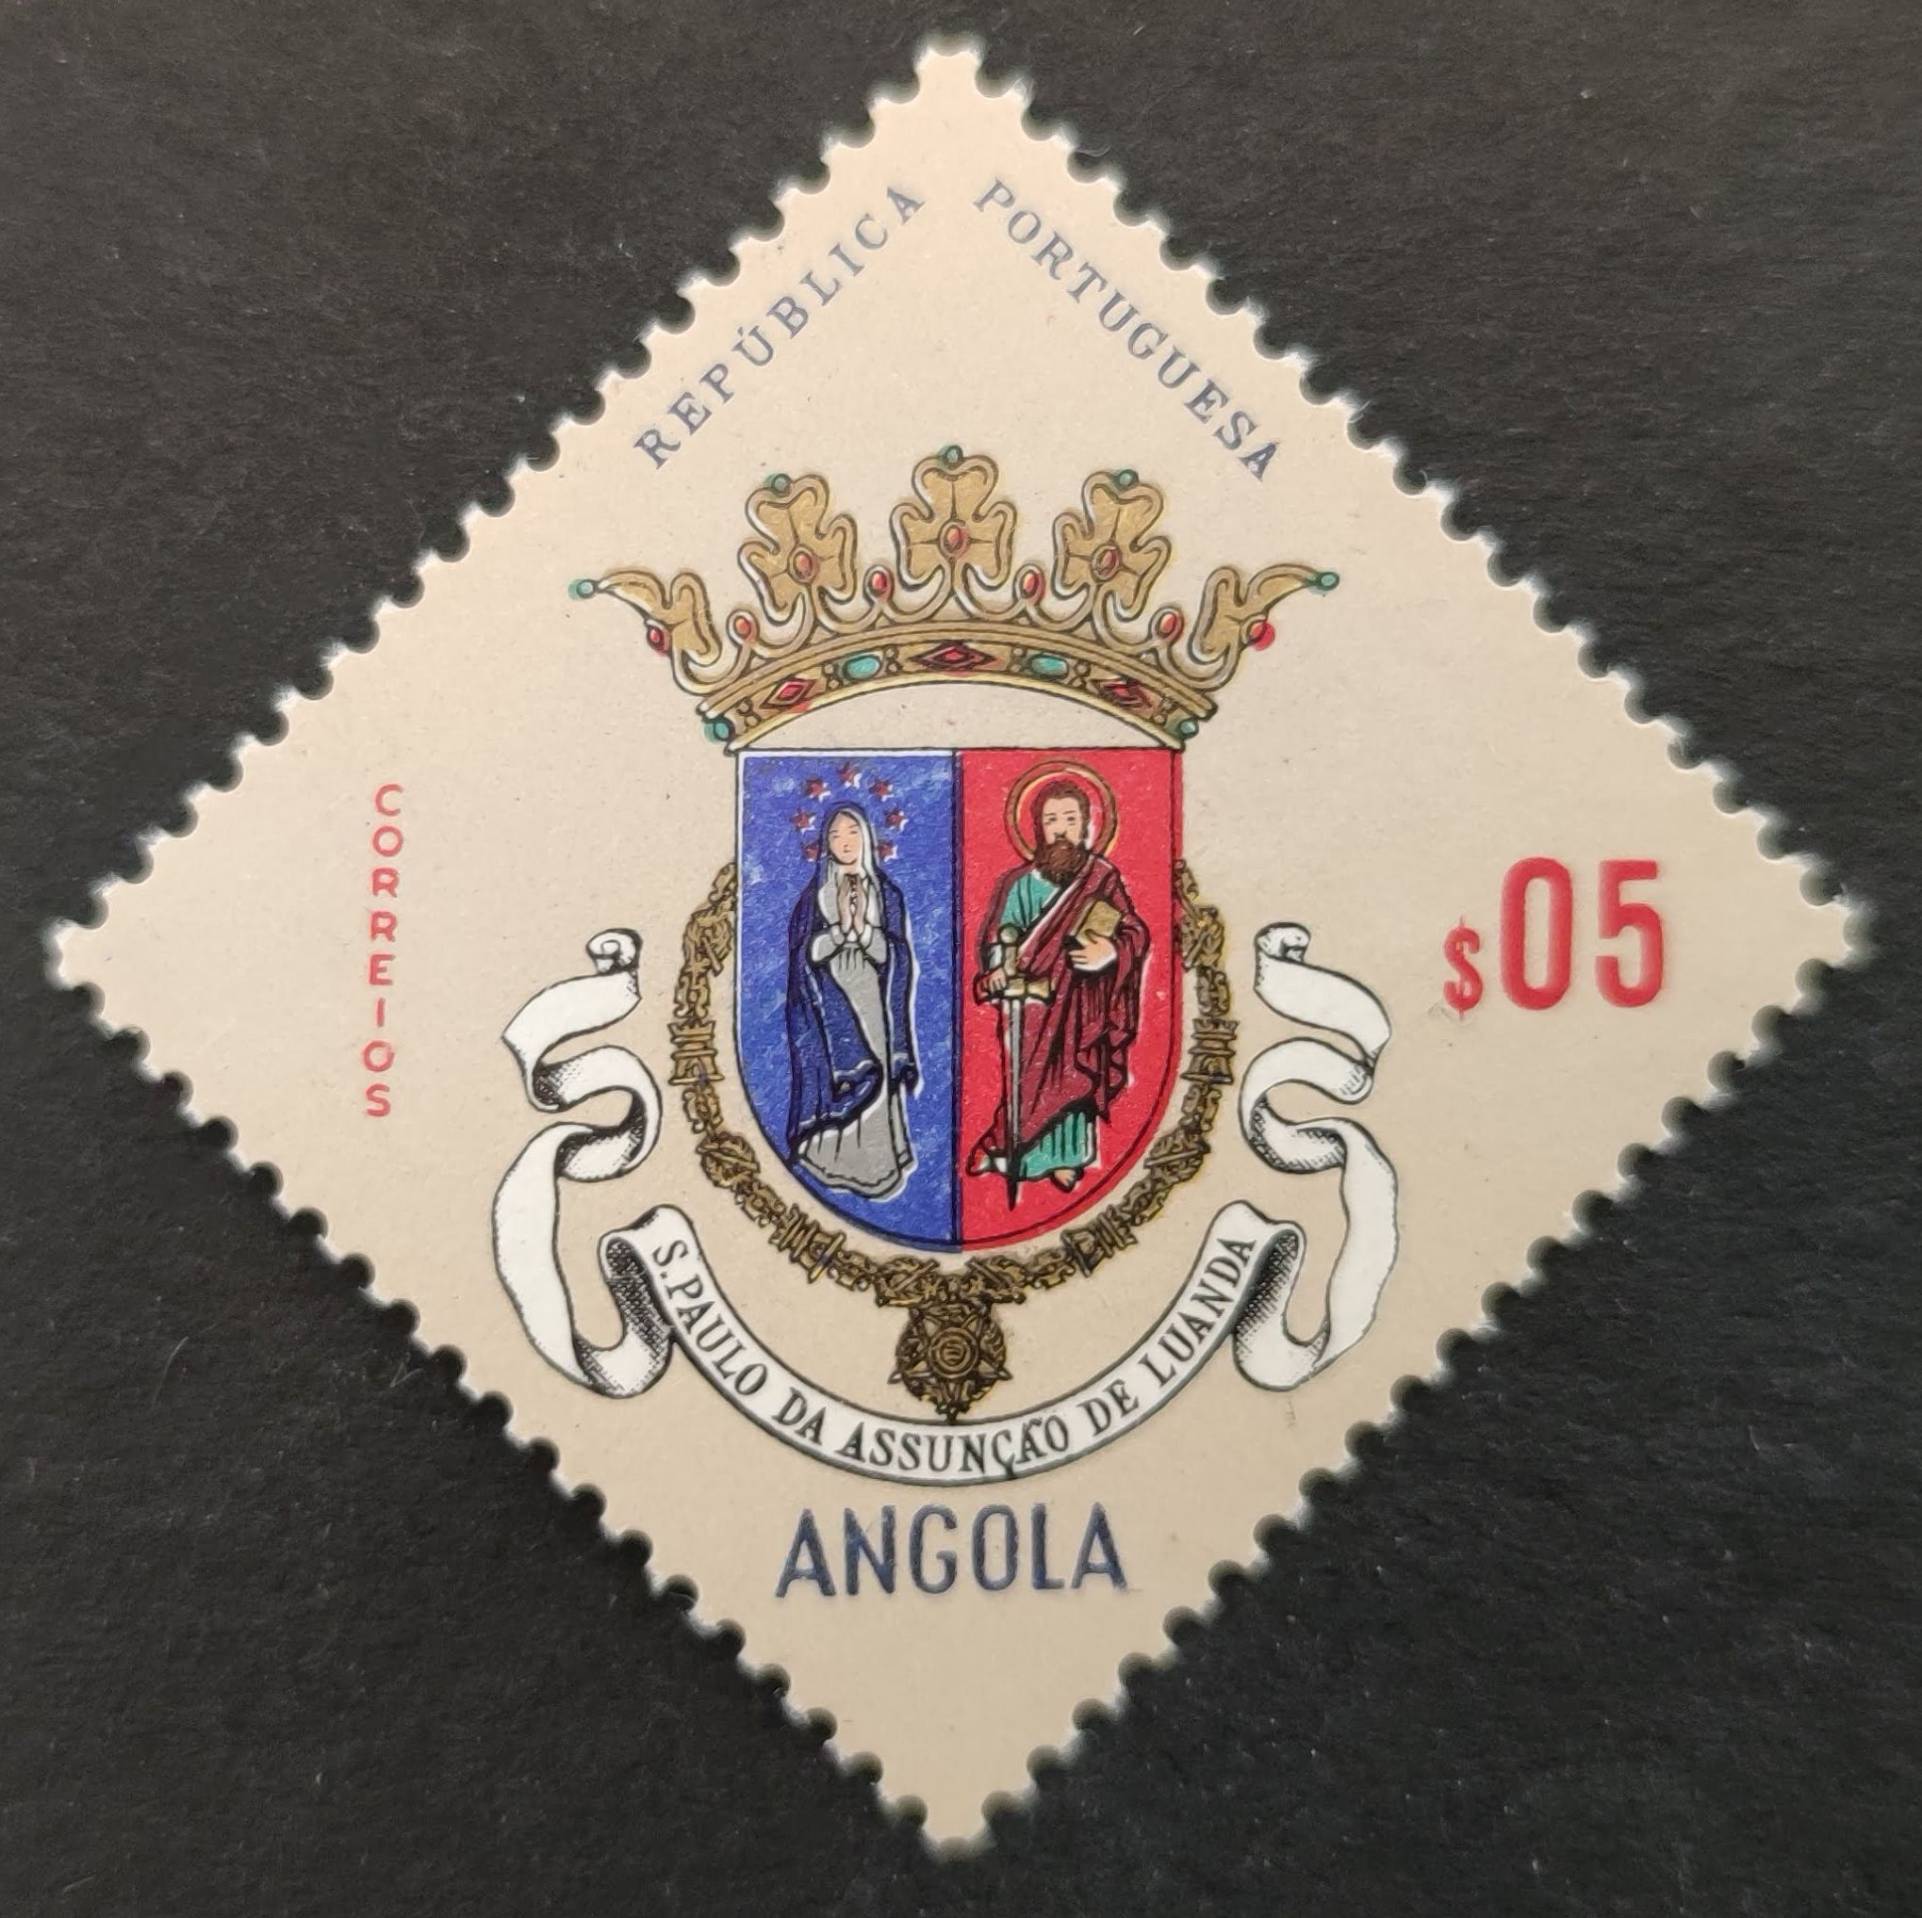 REPÚBLICA PORTUGUESA
CORREIOS
$05
S. PAULO DA ASSUNÇÃO DE LUANDA
ANGOLA